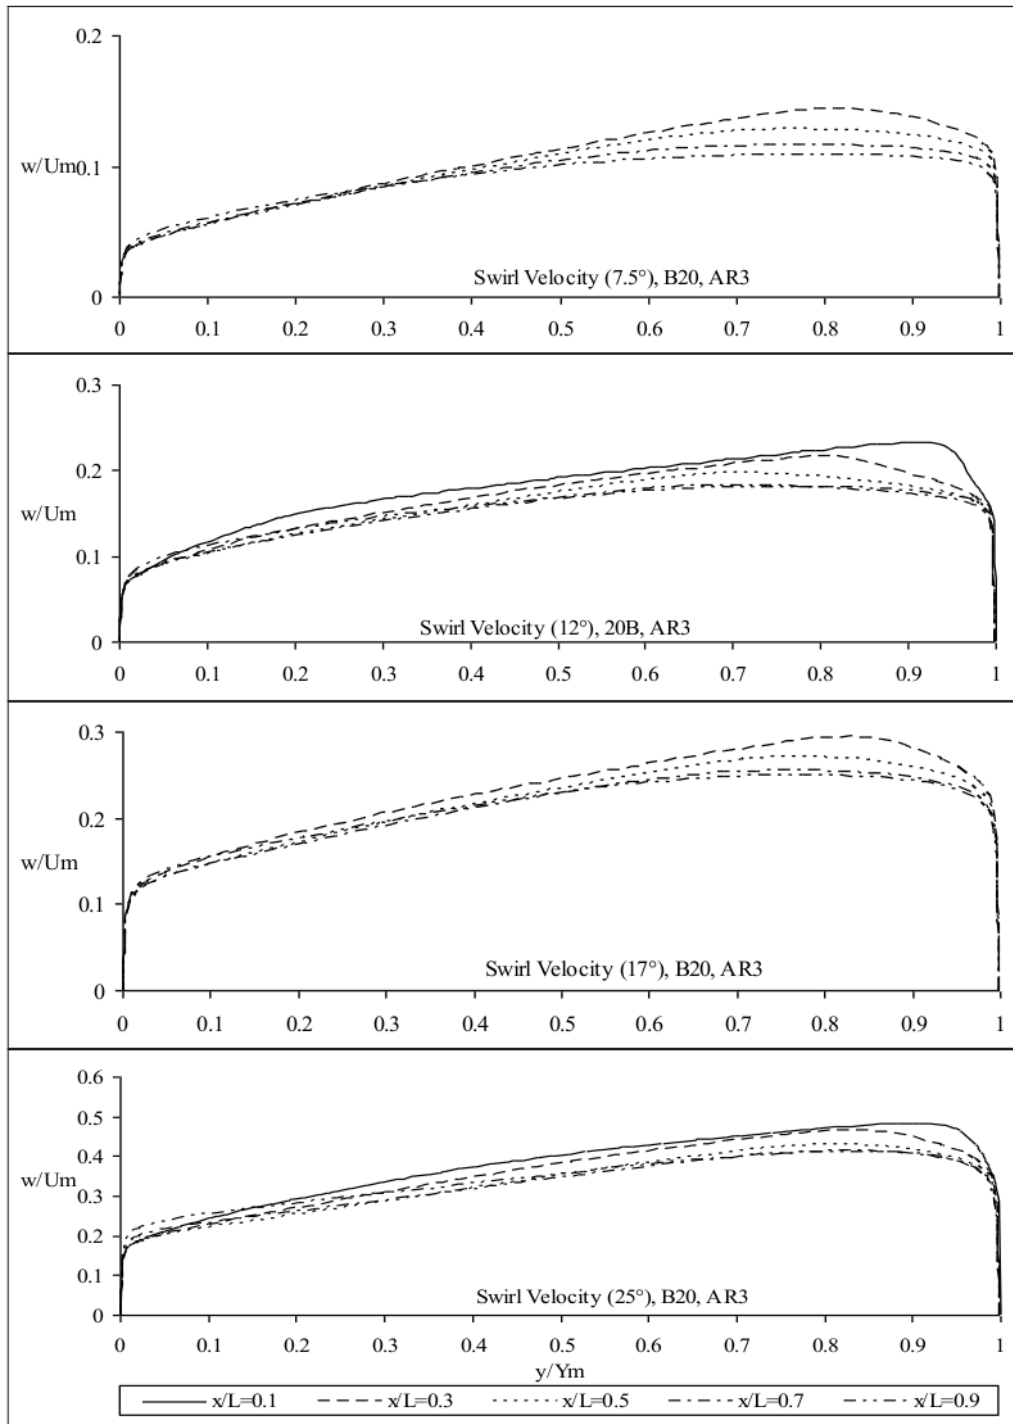 0.2
w/Um 0.1
Swirl Velocity (7.5°), B20, AR3
0
0 0.1 0.2 0.3 0.4 0.5 0.6 0.7 0.8 0.9 1
0.3
0.2
w/Um
0.1
Swirl Velocity (12°), 20B, AR3
0
0 0.1 0.2 0.3 0.4 0.5 0.6 0.7 0.8 0.9 1
0.3
0.2
w/Um
0.1
Swirl Velocity (17°), B20, AR3
0
0 0.1 0.2 0.3 0.4 0.5 0.6 0.7 0.8 0.9 1
0.6
0.5
0.4
w/Um
0.3
0.2
0.1
Swirl Velocity (25°), B20, AR3
0
0 0.1 0.2 0.3 0.4 0.5 0.6 0.7 0.8 0.9 1
y/Ym
x/L=0.1 x/L=0.3 x/L=0.5 x/L=0.7 x/L=0.9